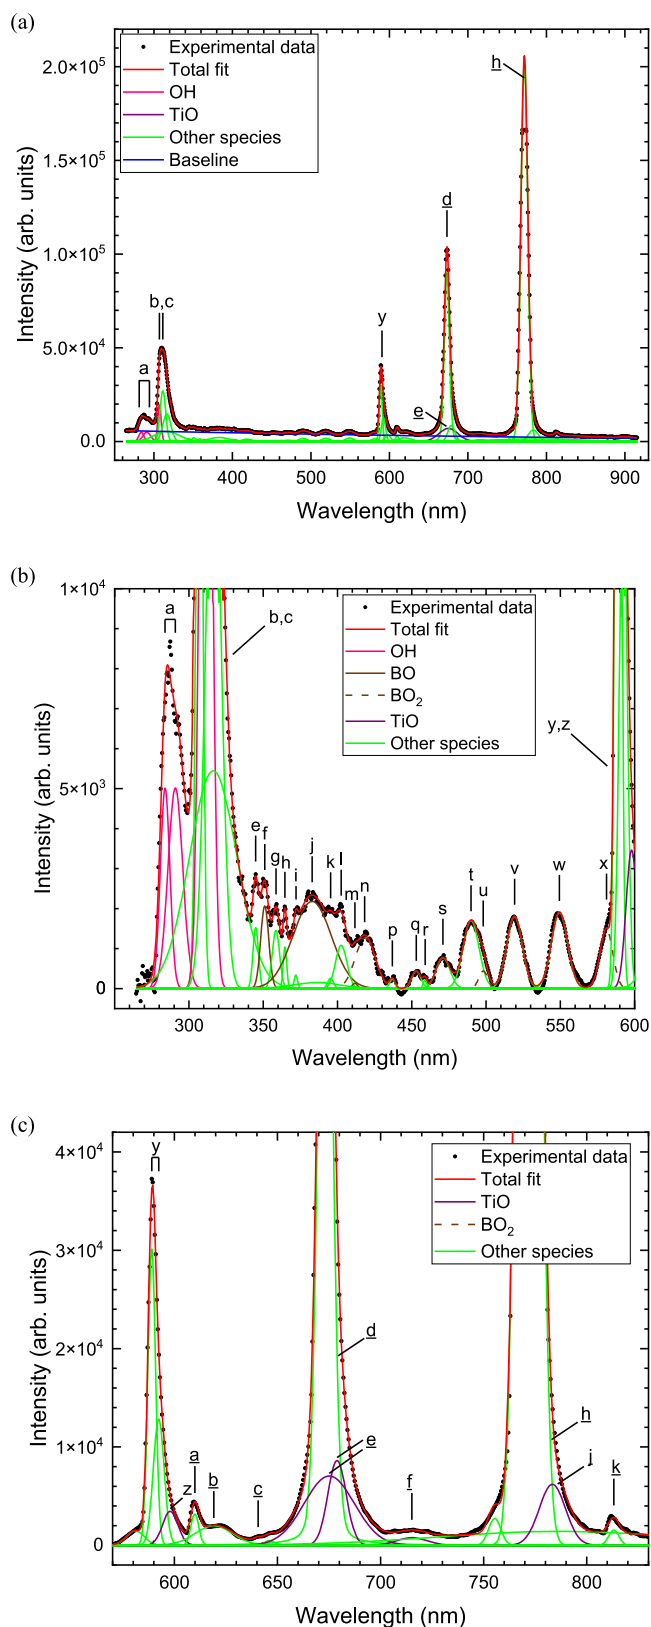 (a)
Experimental data
Total fit
OH
TiO
Other species
Baseline
h
d
b,c
a
y
e
2.0×10⁵
1.5×10⁵
1.0×10⁵
5.0×10⁴
0.0
Intensity (arb. units)
300 400 500 600 700 800 900
Wavelength (nm)
(b)
Experimental data
Total fit
OH
BO
BO₂
TiO
Other species
a
b,c
y,z
e f g h i j k l m n p q r s t u v w x
1×10⁴
5×10³
0
Intensity (arb. units)
300 350 400 450 500 550 600
Wavelength (nm)
(c)
Experimental data
Total fit
TiO
BO₂
Other species
y
d
e
e
h
j
k
z a b c f
4×10⁴
3×10⁴
2×10⁴
1×10⁴
0
Intensity (arb. units)
600 650 700 750 800
Wavelength (nm)